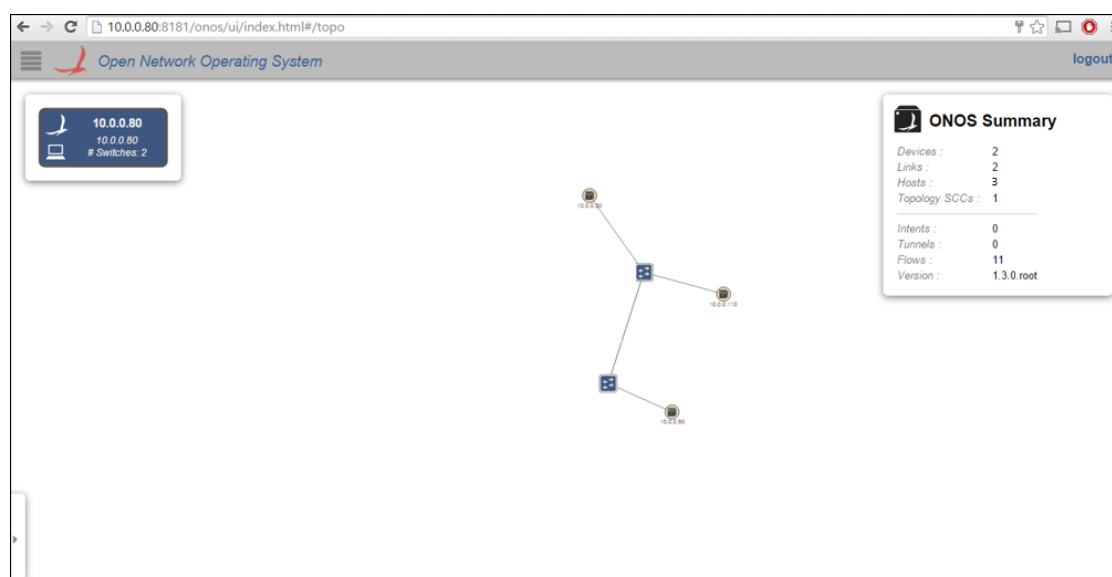 10.0.0.80:8181/onos/ui/index.html#/topo
Open Network Operating System
logout
10.0.0.80
10.0.0.80
# Switches: 2
ONOS Summary
Devices : 2
Links : 2
Hosts : 3
Topology SCCs : 1
Intents : 0
Tunnels : 0
Flows : 11
Version : 1.3.0.root
10.0.0.110
10.0.0.90